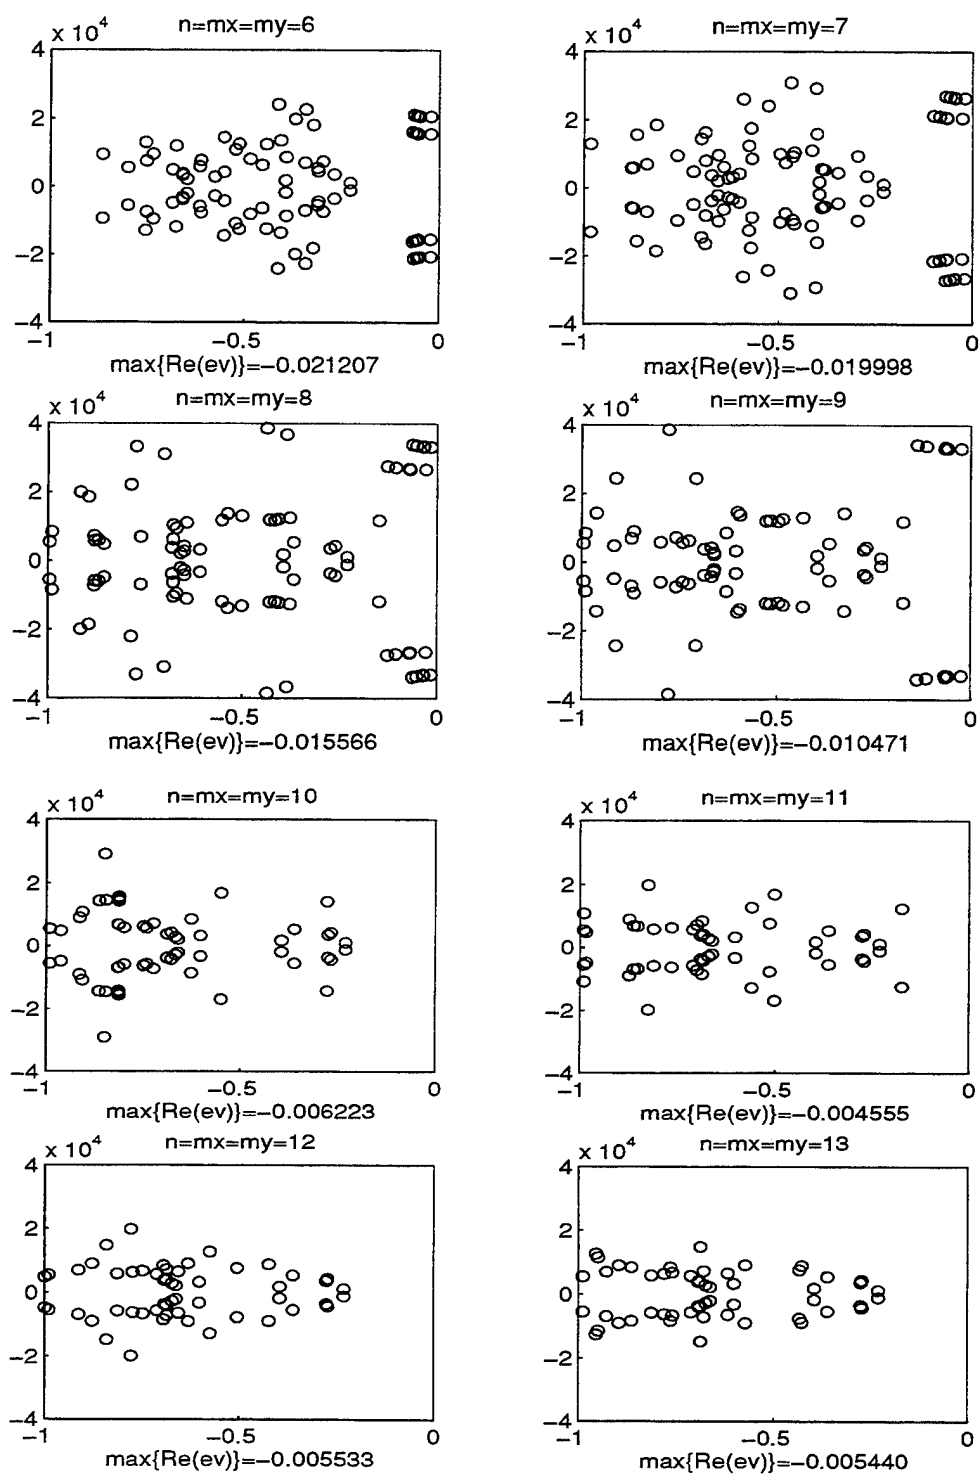 n=mx=my=6
x 10^4
4
2
0
−2
−4
−1 −0.5 0
max{Re(ev)}=−0.021207
n=mx=my=7
x 10^4
4
2
0
−2
−4
−1 −0.5 0
max{Re(ev)}=−0.019998
n=mx=my=8
x 10^4
4
2
0
−2
−4
−1 −0.5 0
max{Re(ev)}=−0.015566
n=mx=my=9
x 10^4
4
2
0
−2
−4
−1 −0.5 0
max{Re(ev)}=−0.010471
n=mx=my=10
x 10^4
4
2
0
−2
−4
−1 −0.5 0
max{Re(ev)}=−0.006223
n=mx=my=11
x 10^4
4
2
0
−2
−4
−1 −0.5 0
max{Re(ev)}=−0.004555
n=mx=my=12
x 10^4
4
2
0
−2
−4
−1 −0.5 0
max{Re(ev)}=−0.005533
n=mx=my=13
x 10^4
4
2
0
−2
−4
−1 −0.5 0
max{Re(ev)}=−0.005440